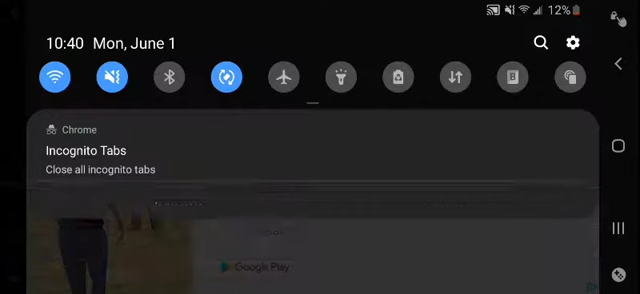 12%
10:40 Mon, June 1
Chrome
Incognito Tabs
Close all incognito tabs
Google Play